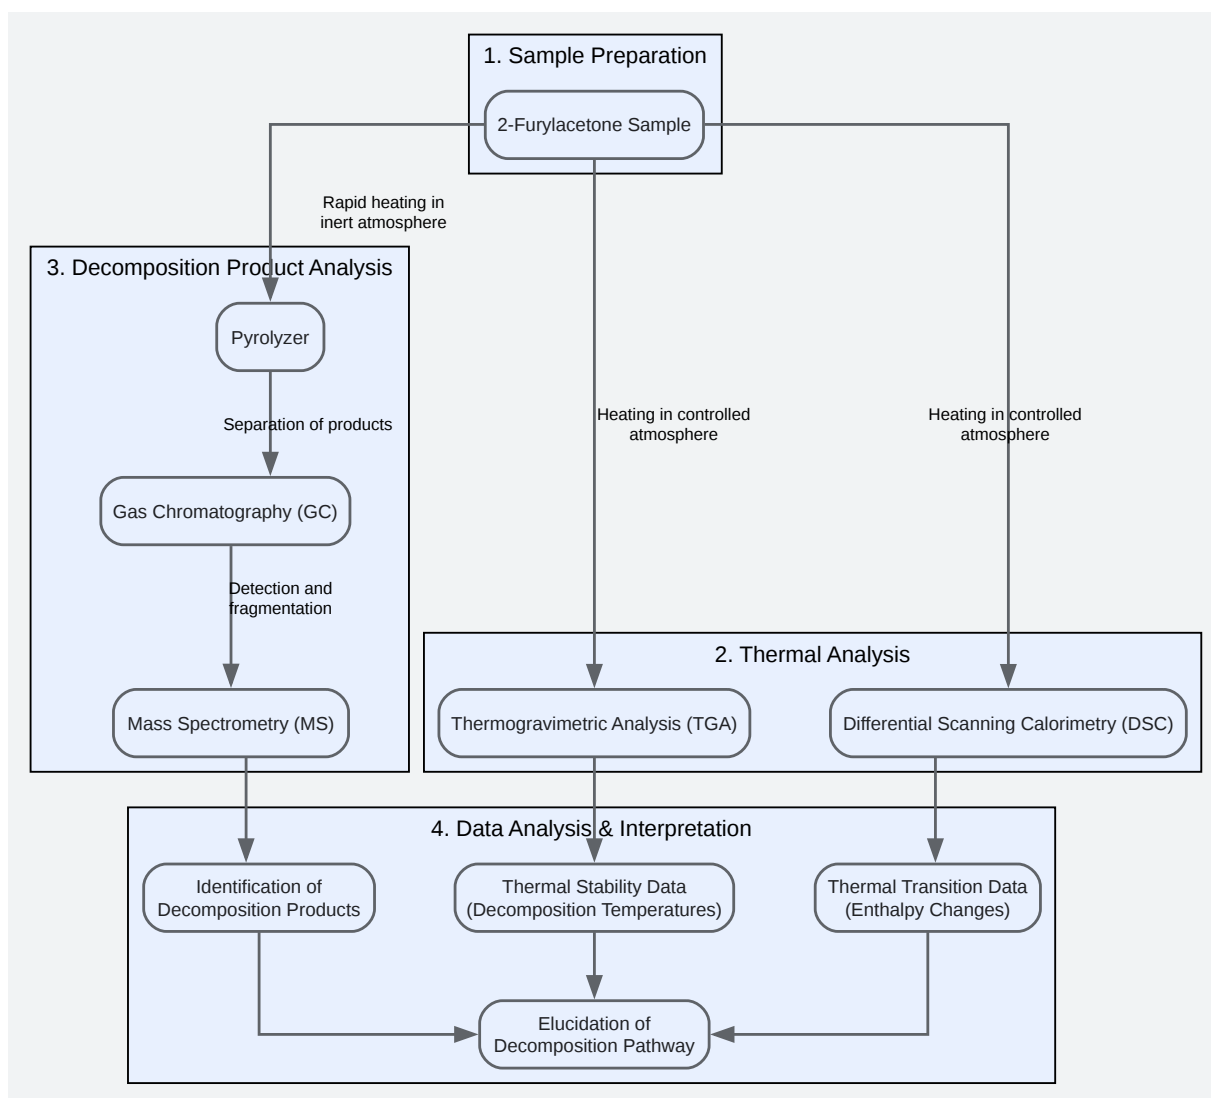 1. Sample Preparation
2-Furylacetone Sample
Rapid heating in
inert atmosphere
3. Decomposition Product Analysis
Pyrolyzer
Separation of products
Heating in controlled
atmosphere
Heating in controlled
atmosphere
Gas Chromatography (GC)
Detection and
fragmentation
2. Thermal Analysis
Mass Spectrometry (MS)
Thermogravimetric Analysis (TGA)
Differential Scanning Calorimetry (DSC)
4. Data Analysis & Interpretation
Identification of
Decomposition Products
Thermal Stability Data
(Decomposition Temperatures)
Thermal Transition Data
(Enthalpy Changes)
Elucidation of
Decomposition Pathway